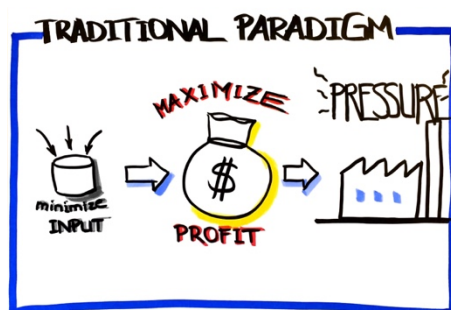 TRADITIONAL PARADIGM
MAXIMIZE
PRESSURE
minimize
INPUT
$
PROFIT